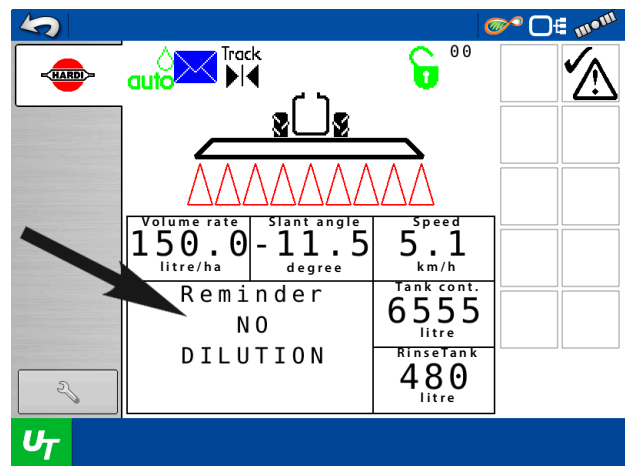 HARDI
auto
Track
00
Volume rate
150.0
litre/ha
Slant angle
-11.5
degree
Speed
5.1
km/h
Reminder
NO
DILUTION
Tank cont.
6555
litre
RinseTank
480
litre
UT